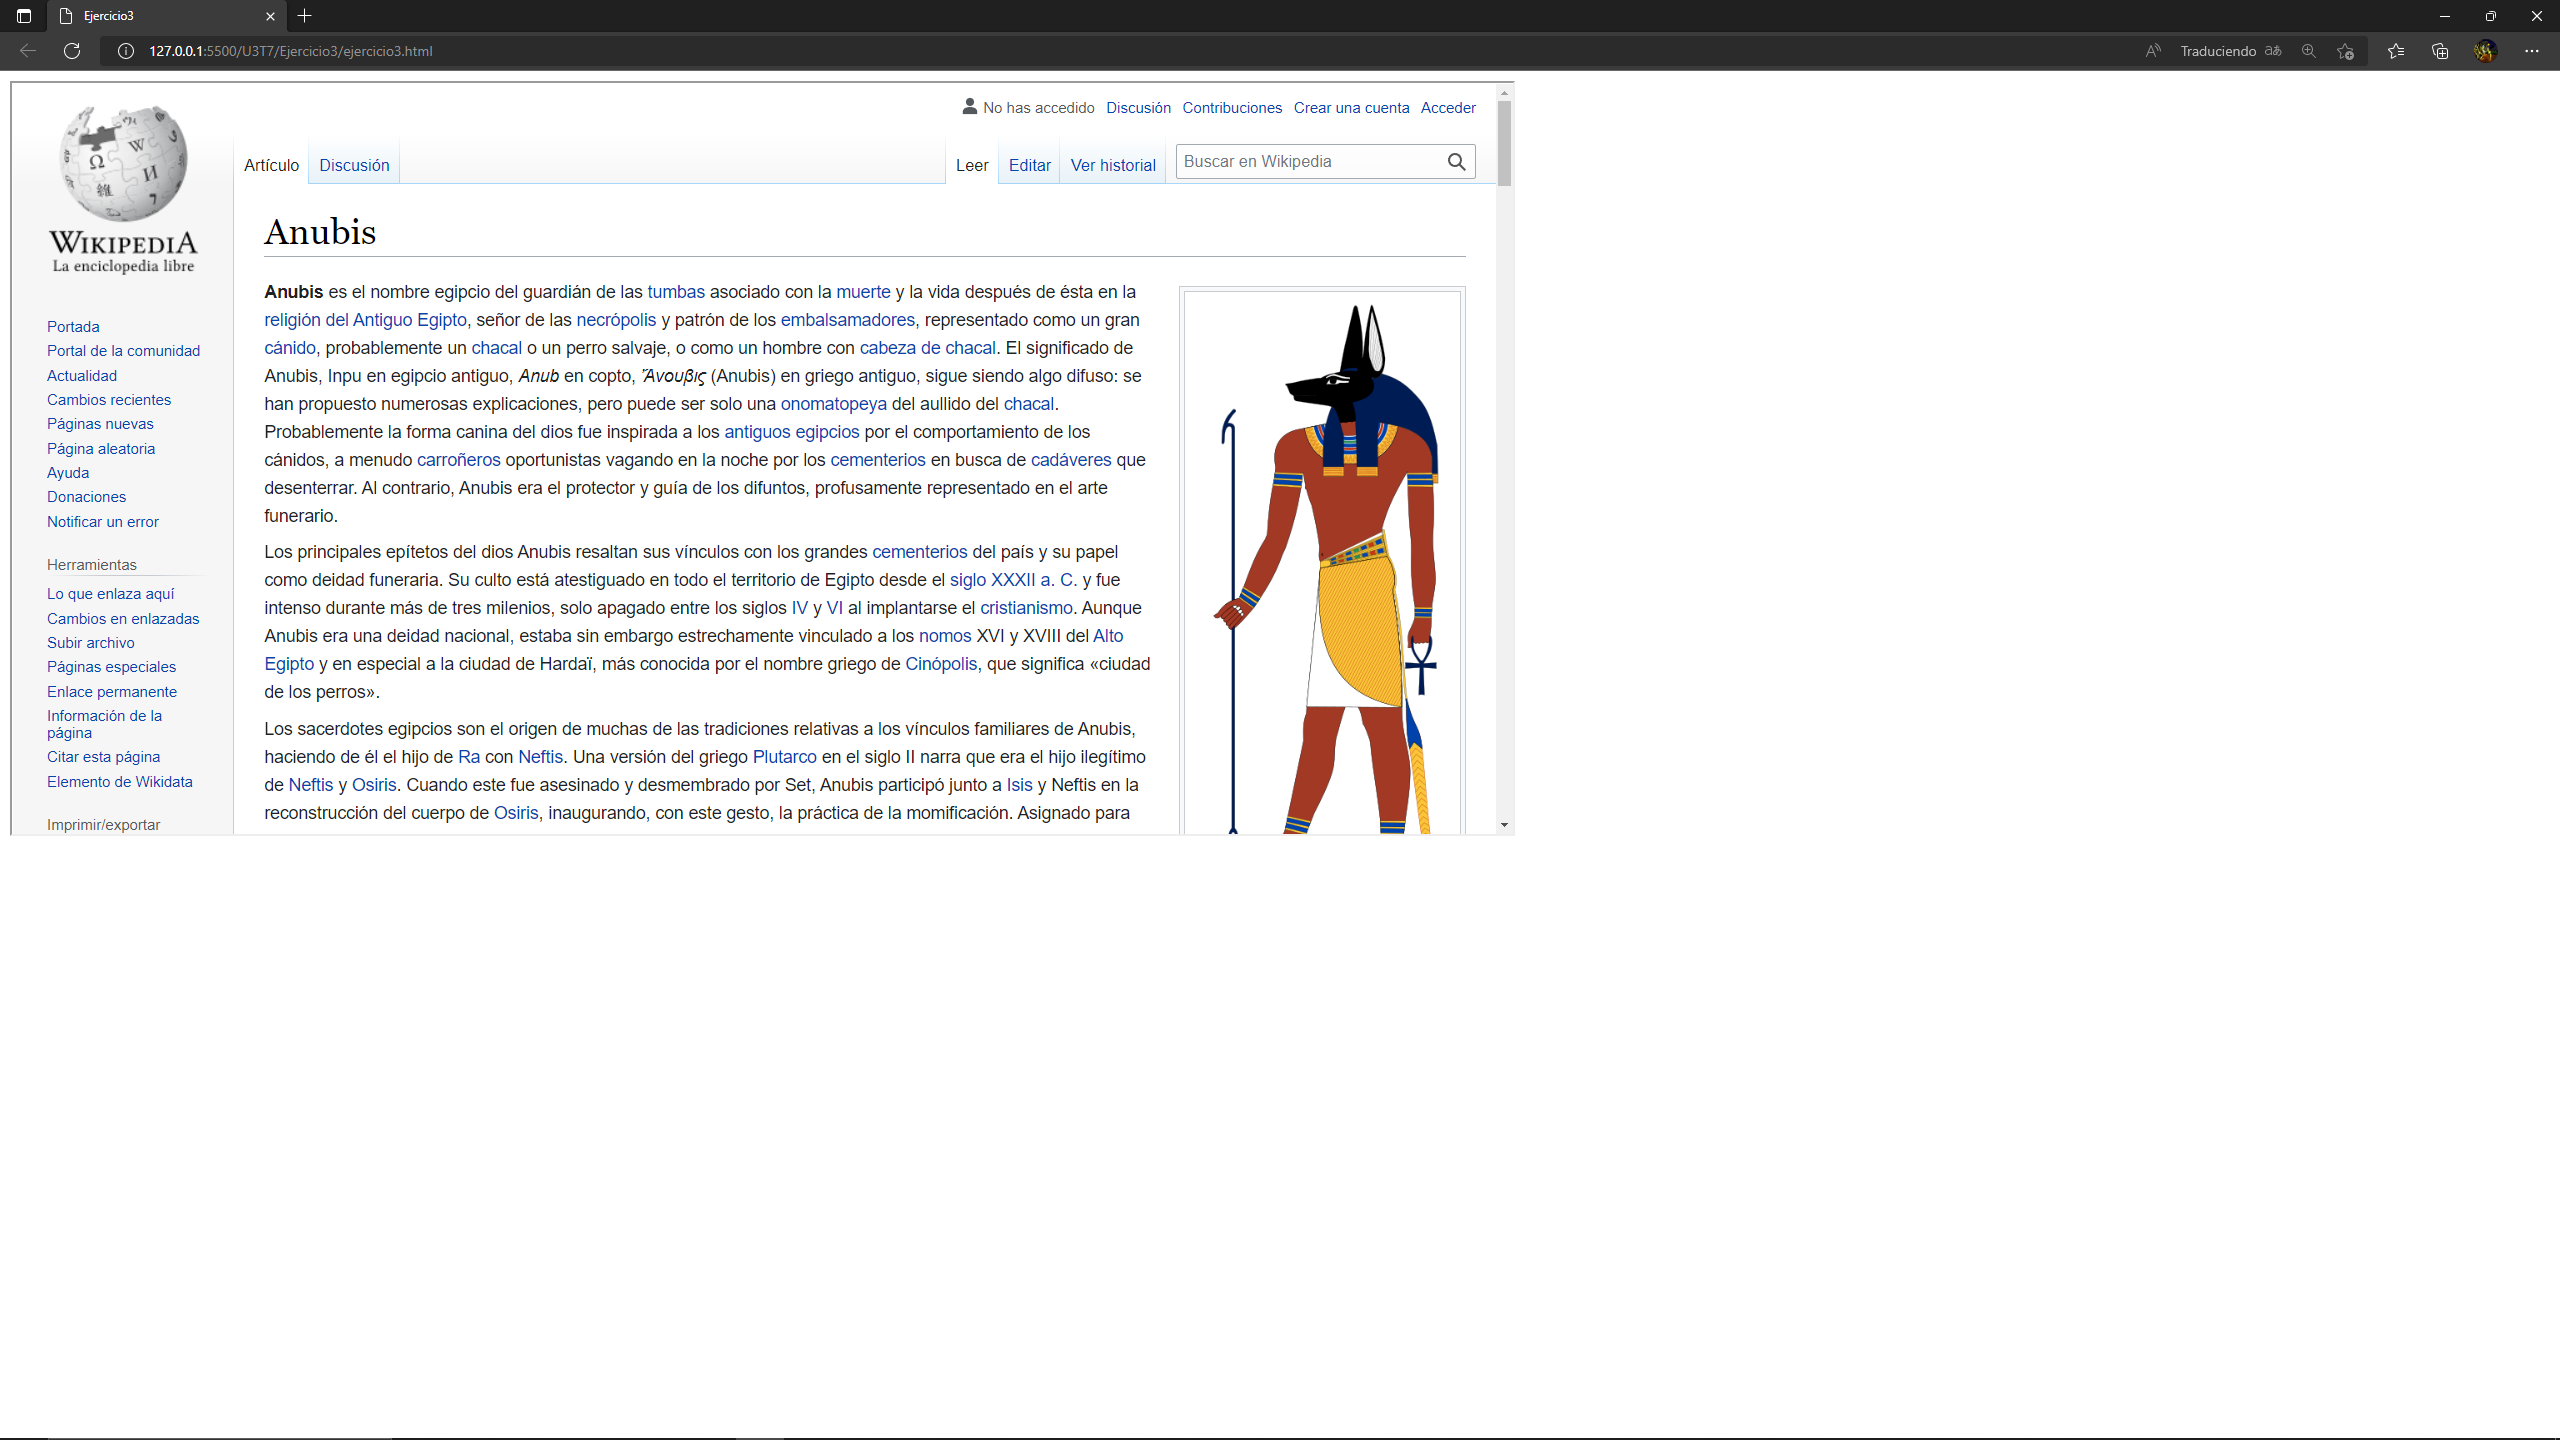 Ejercicio3
127.0.0.1:5500/U3T7/Ejercicio3/ejercicio3.html
Traduciendo
No has accedido Discusión Contribuciones Crear una cuenta Acceder
Artículo Discusión Leer Editar Ver historial Buscar en Wikipedia
WIKIPEDIA
La enciclopedia libre
Portada
Portal de la comunidad
Actualidad
Cambios recientes
Páginas nuevas
Página aleatoria
Ayuda
Donaciones
Notificar un error
Herramientas
Lo que enlaza aquí
Cambios en enlazadas
Subir archivo
Páginas especiales
Enlace permanente
Información de la
página
Citar esta página
Elemento de Wikidata
Imprimir/exportar
Anubis
Anubis es el nombre egipcio del guardián de las tumbas asociado con la muerte y la vida después de ésta en la
religión del Antiguo Egipto, señor de las necrópolis y patrón de los embalsamadores, representado como un gran
cánido, probablemente un chacal o un perro salvaje, o como un hombre con cabeza de chacal. El significado de
Anubis, Inpu en egipcio antiguo, Anub en copto, Ἄνουβις (Anubis) en griego antiguo, sigue siendo algo difuso: se
han propuesto numerosas explicaciones, pero puede ser solo una onomatopeya del aullido del chacal.
Probablemente la forma canina del dios fue inspirada a los antiguos egipcios por el comportamiento de los
cánidos, a menudo carroñeros oportunistas vagando en la noche por los cementerios en busca de cadáveres que
desenterrar. Al contrario, Anubis era el protector y guía de los difuntos, profusamente representado en el arte
funerario.
Los principales epítetos del dios Anubis resaltan sus vínculos con los grandes cementerios del país y su papel
como deidad funeraria. Su culto está atestiguado en todo el territorio de Egipto desde el siglo XXXII a. C. y fue
intenso durante más de tres milenios, solo apagado entre los siglos IV y VI al implantarse el cristianismo. Aunque
Anubis era una deidad nacional, estaba sin embargo estrechamente vinculado a los nomos XVI y XVIII del Alto
Egipto y en especial a la ciudad de Hardaï, más conocida por el nombre griego de Cinópolis, que significa «ciudad
de los perros».
Los sacerdotes egipcios son el origen de muchas de las tradiciones relativas a los vínculos familiares de Anubis,
haciendo de él el hijo de Ra con Neftis. Una versión del griego Plutarco en el siglo II narra que era el hijo ilegítimo
de Neftis y Osiris. Cuando este fue asesinado y desmembrado por Set, Anubis participó junto a Isis y Neftis en la
reconstrucción del cuerpo de Osiris, inaugurando, con este gesto, la práctica de la momificación. Asignado para